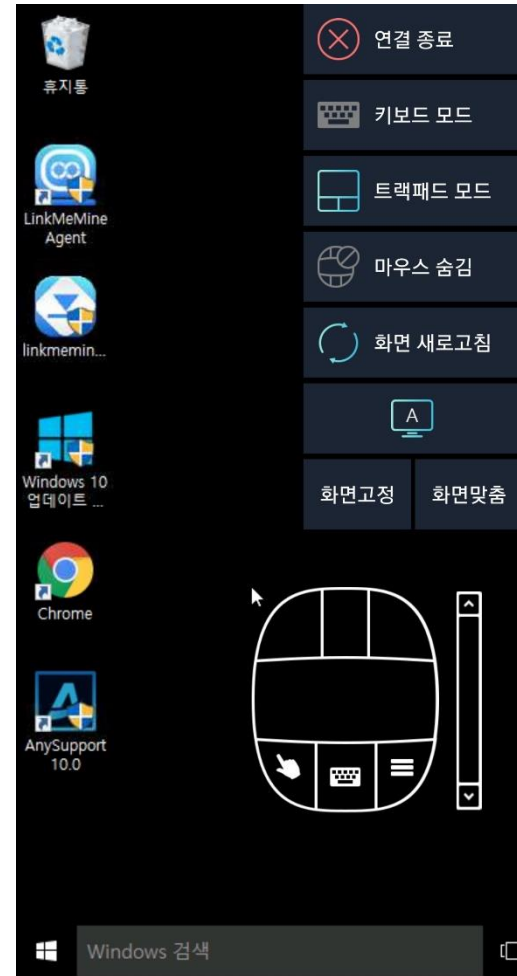 휴지통
LinkMeMine
Agent
linkmemin...
Windows 10
업데이트 ...
Chrome
AnySupport
10.0
연결 종료
키보드 모드
트랙패드 모드
마우스 숨김
화면 새로고침
A
화면고정
화면맞춤
Windows 검색